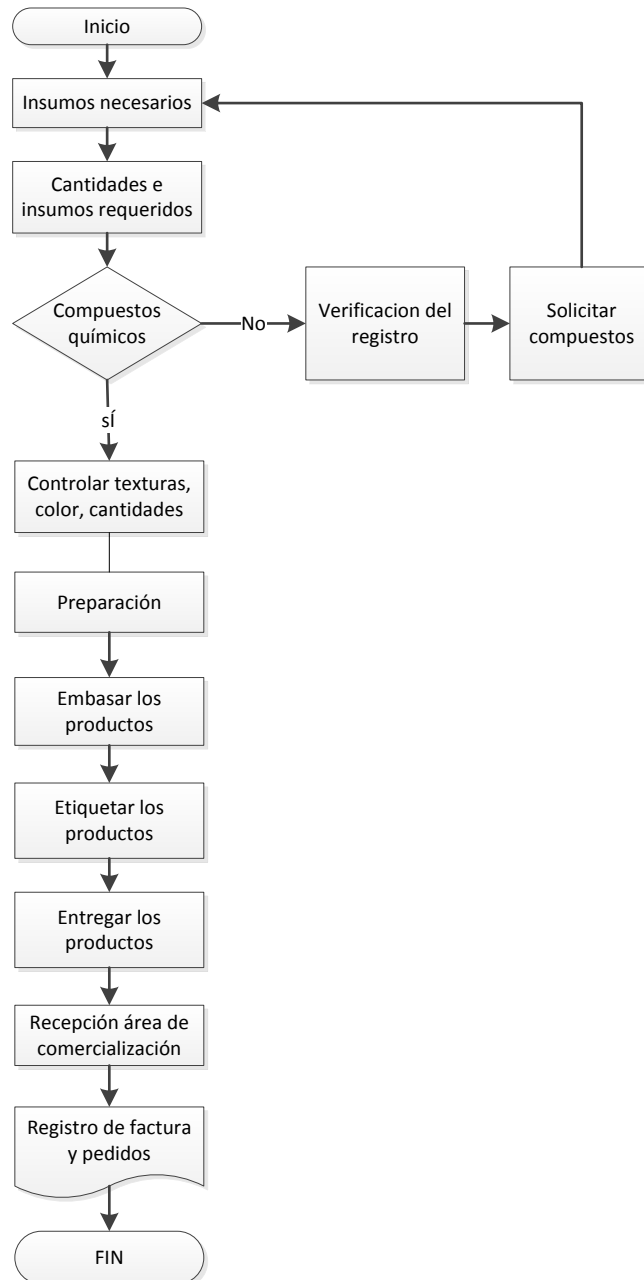 Inicio
Insumos necesarios
Cantidades e
insumos requeridos
Compuestos
químicos
No
Verificacion del
registro
Solicitar
compuestos
sÍ
Controlar texturas,
color, cantidades
Preparación
Embasar los
productos
Etiquetar los
productos
Entregar los
productos
Recepción área de
comercialización
Registro de factura
y pedidos
FIN